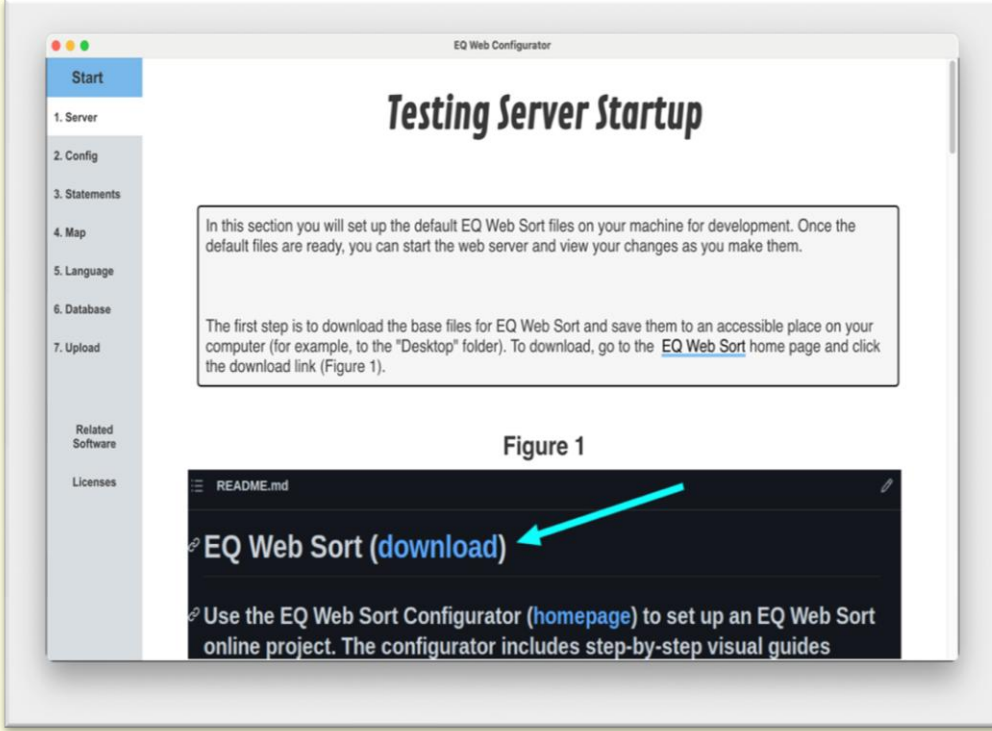 EQ Web Configurator
Start
1. Server
2. Config
3. Statements
4. Map
5. Language
6. Database
7. Upload
Related
Software
Licenses
Testing Server Startup
In this section you will set up the default EQ Web Sort files on your machine for development. Once the
default files are ready, you can start the web server and view your changes as you make them.
The first step is to download the base files for EQ Web Sort and save them to an accessible place on your
computer (for example, to the "Desktop" folder). To download, go to the EQ Web Sort home page and click
the download link (Figure 1).
Figure 1
README.md
EQ Web Sort (download)
Use the EQ Web Sort Configurator (homepage) to set up an EQ Web Sort
online project. The configurator includes step-by-step visual guides